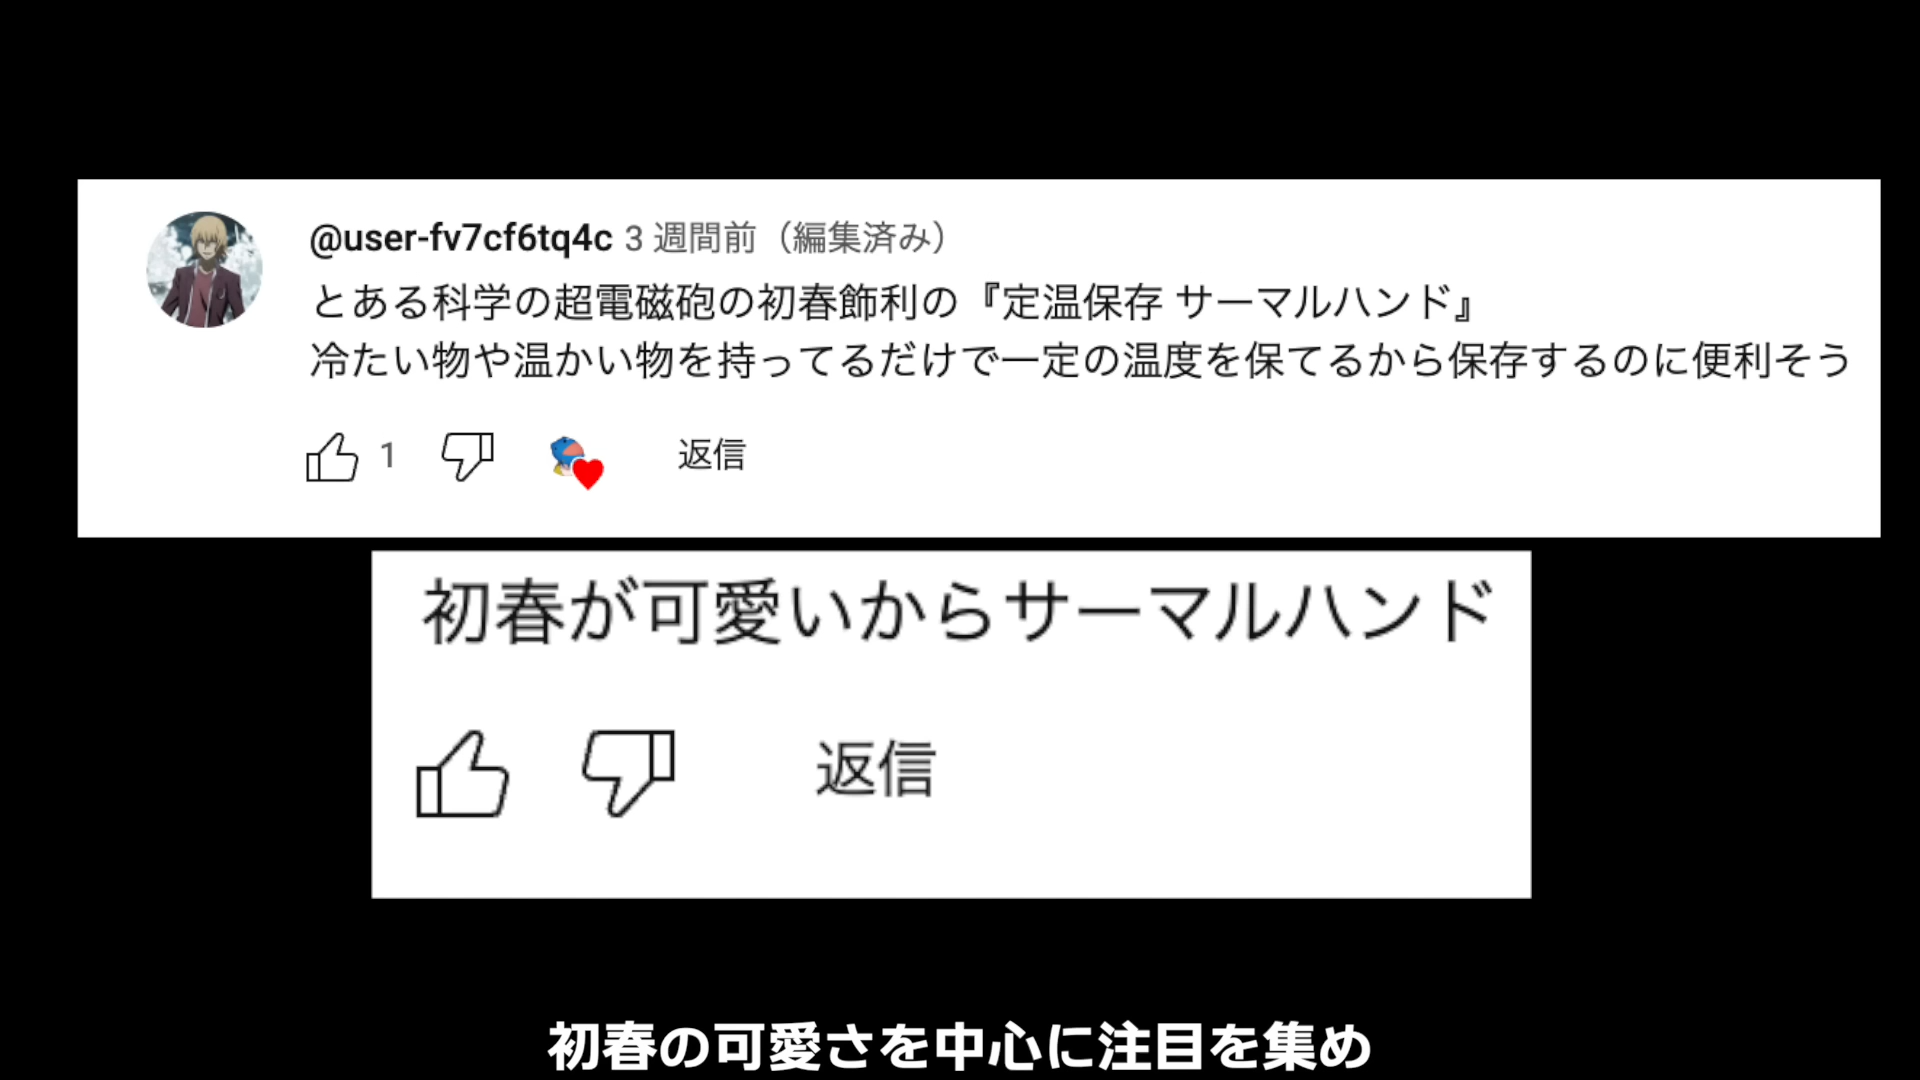 @user-fv7cf6tq4c 3 週間前（編集済み）
とある科学の超電磁砲の初春飾利の『定温保存 サーマルハンド』
冷たい物や温かい物を持ってるだけで一定の温度を保てるから保存するのに便利そう
1 返信
初春が可愛いからサーマルハンド
返信
初春の可愛さを中心に注目を集め